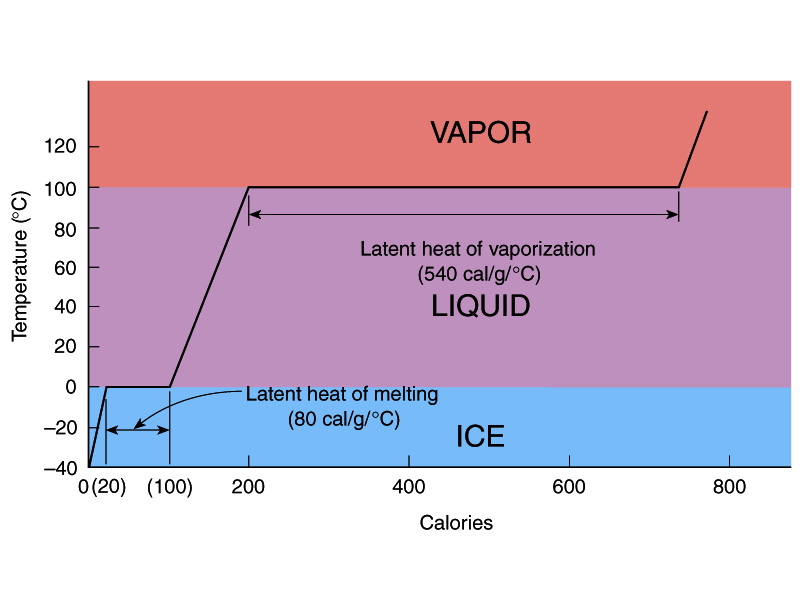 VAPOR
120
100
80
60
40
20
0
–20
–40
Temperature (°C)
Latent heat of vaporization
(540 cal/g/°C)
LIQUID
Latent heat of melting
(80 cal/g/°C)
ICE
0 (20) (100) 200 400 600 800
Calories